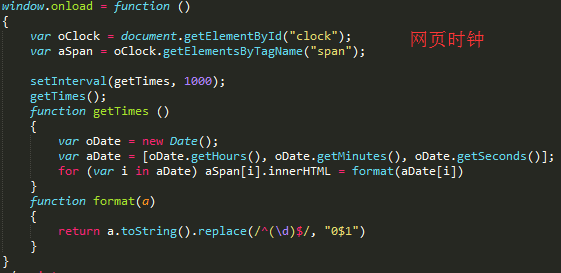 window.onload = function ()
{
    var oClock = document.getElementById("clock");
    var aSpan = oClock.getElementsByTagName("span");
网页时钟
    setInterval(getTimes, 1000);
    getTimes();
    function getTimes ()
    {
        var oDate = new Date();
        var aDate = [oDate.getHours(), oDate.getMinutes(), oDate.getSeconds()];
        for (var i in aDate) aSpan[i].innerHTML = format(aDate[i])
    }
    function format(a)
    {
        return a.toString().replace(/^(\d)$/, "0$1")
    }
}